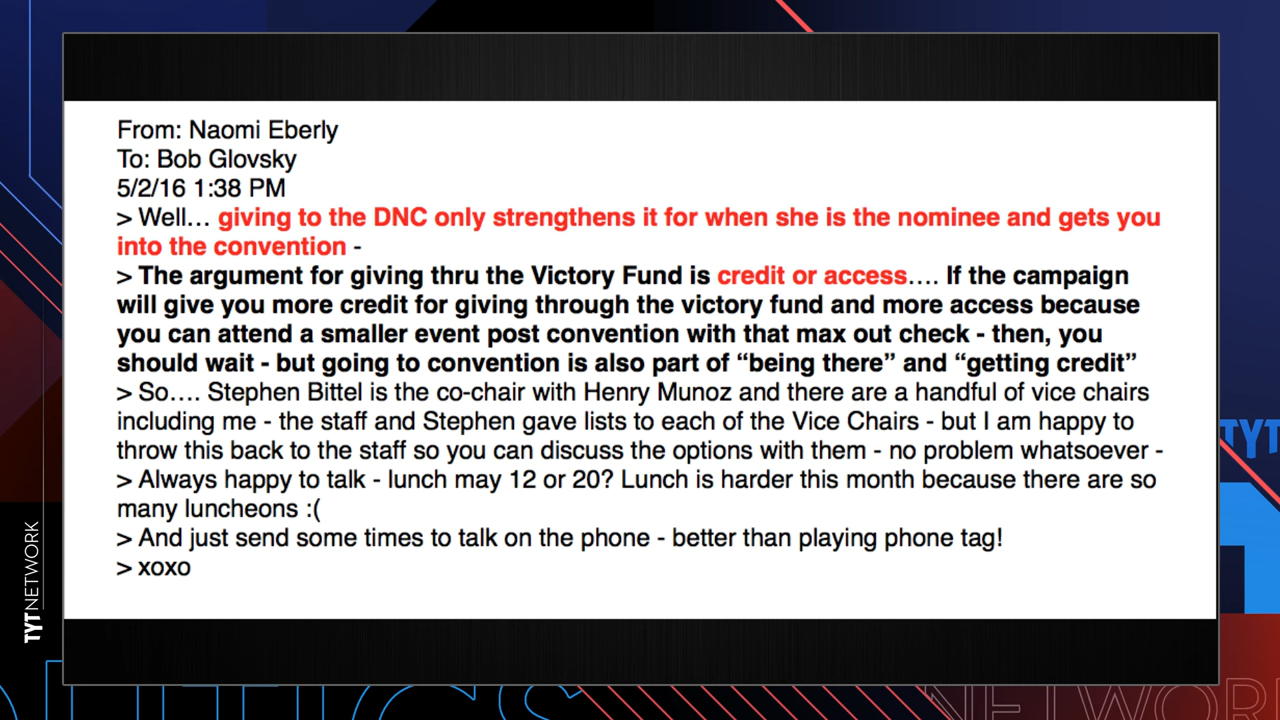 From: Naomi Eberly
To: Bob Glovsky
5/2/16 1:38 PM
> Well… giving to the DNC only strengthens it for when she is the nominee and gets you
into the convention -
> The argument for giving thru the Victory Fund is credit or access…. If the campaign
will give you more credit for giving through the victory fund and more access because
you can attend a smaller event post convention with that max out check - then, you
should wait - but going to convention is also part of “being there” and “getting credit”
> So…. Stephen Bittel is the co-chair with Henry Munoz and there are a handful of vice chairs
including me - the staff and Stephen gave lists to each of the Vice Chairs - but I am happy to
throw this back to the staff so you can discuss the options with them - no problem whatsoever -
> Always happy to talk - lunch may 12 or 20? Lunch is harder this month because there are so
many luncheons :(
> And just send some times to talk on the phone - better than playing phone tag!
> xoxo
TYT NETWORK
TYT
NETWORK